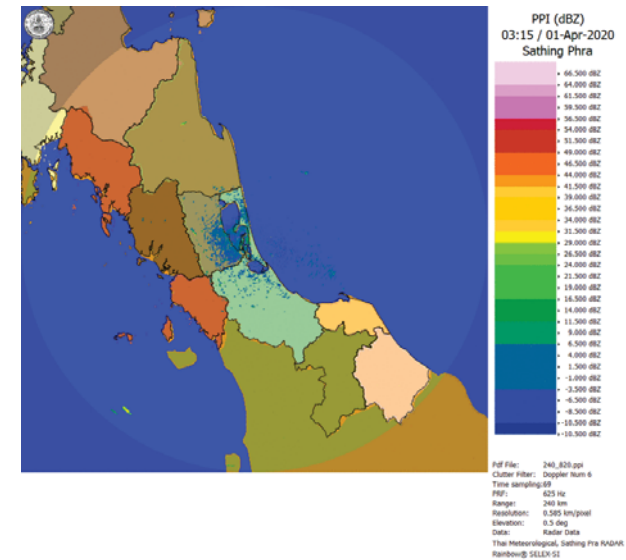 PPI (dBZ)
03:15 / 01-Apr-2020
Sathing Phra
66.500 dBZ
64.000 dBZ
61.500 dBZ
59.500 dBZ
56.500 dBZ
54.000 dBZ
51.500 dBZ
49.000 dBZ
46.500 dBZ
44.000 dBZ
41.500 dBZ
39.000 dBZ
36.500 dBZ
34.000 dBZ
31.500 dBZ
29.000 dBZ
26.500 dBZ
24.000 dBZ
21.500 dBZ
19.000 dBZ
16.500 dBZ
14.000 dBZ
11.500 dBZ
9.000 dBZ
6.500 dBZ
4.000 dBZ
1.500 dBZ
-1.000 dBZ
-3.500 dBZ
-6.500 dBZ
-8.500 dBZ
-10.500 dBZ
-10.500 dBZ
Pdf File: 240_820.ppi
Clutter Filter: Doppler Num 6
Time sampling:69
PRF: 625 Hz
Range: 240 km
Resolution: 0.585 km/pixel
Elevation: 0.5 deg
Data: Radar Data
Thai Meteorological, Sathing Pra RADAR
Rainbow® SELEX-SI